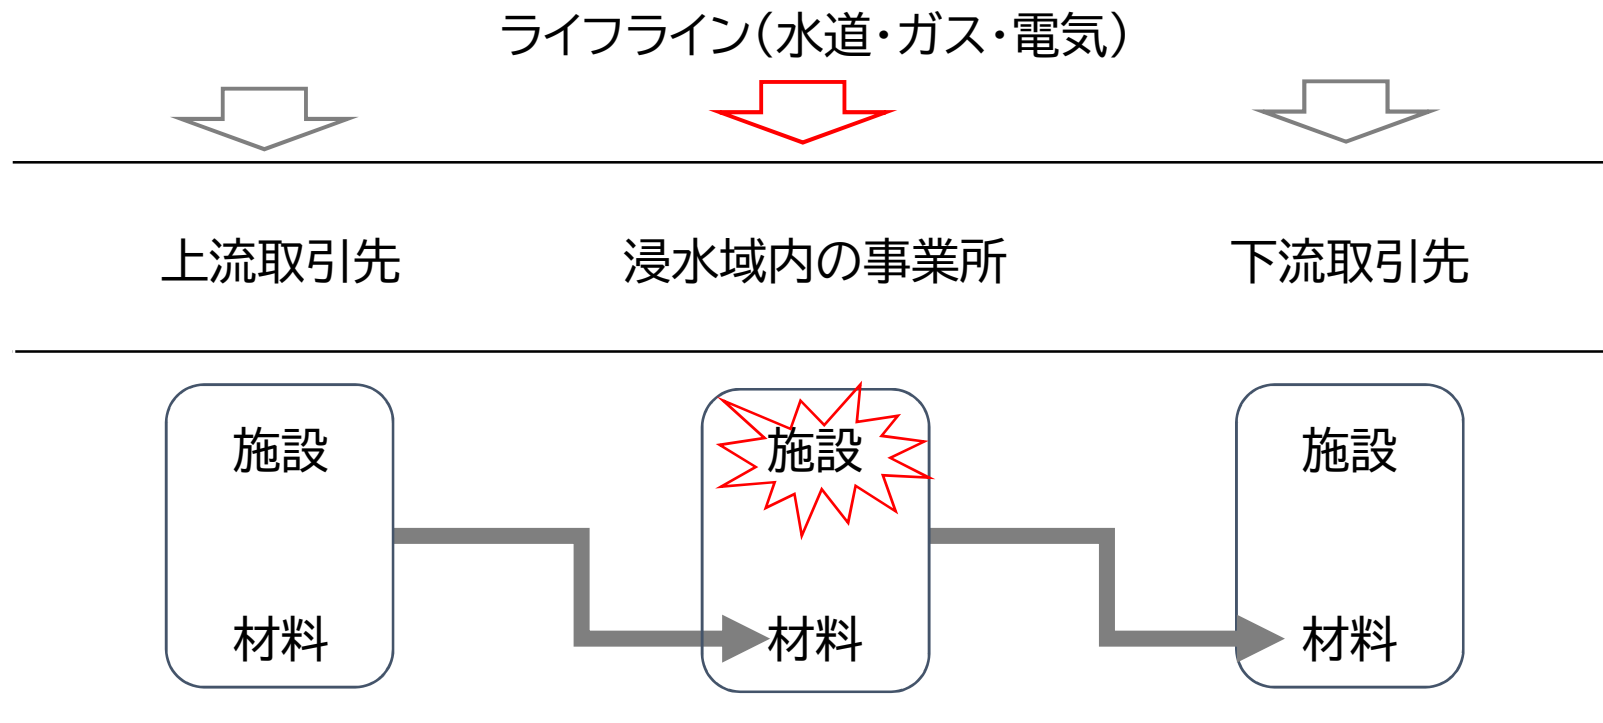 ライフライン(水道・ガス・電気)
上流取引先
浸水域内の事業所
下流取引先
施設
施設
施設
材料
材料
材料